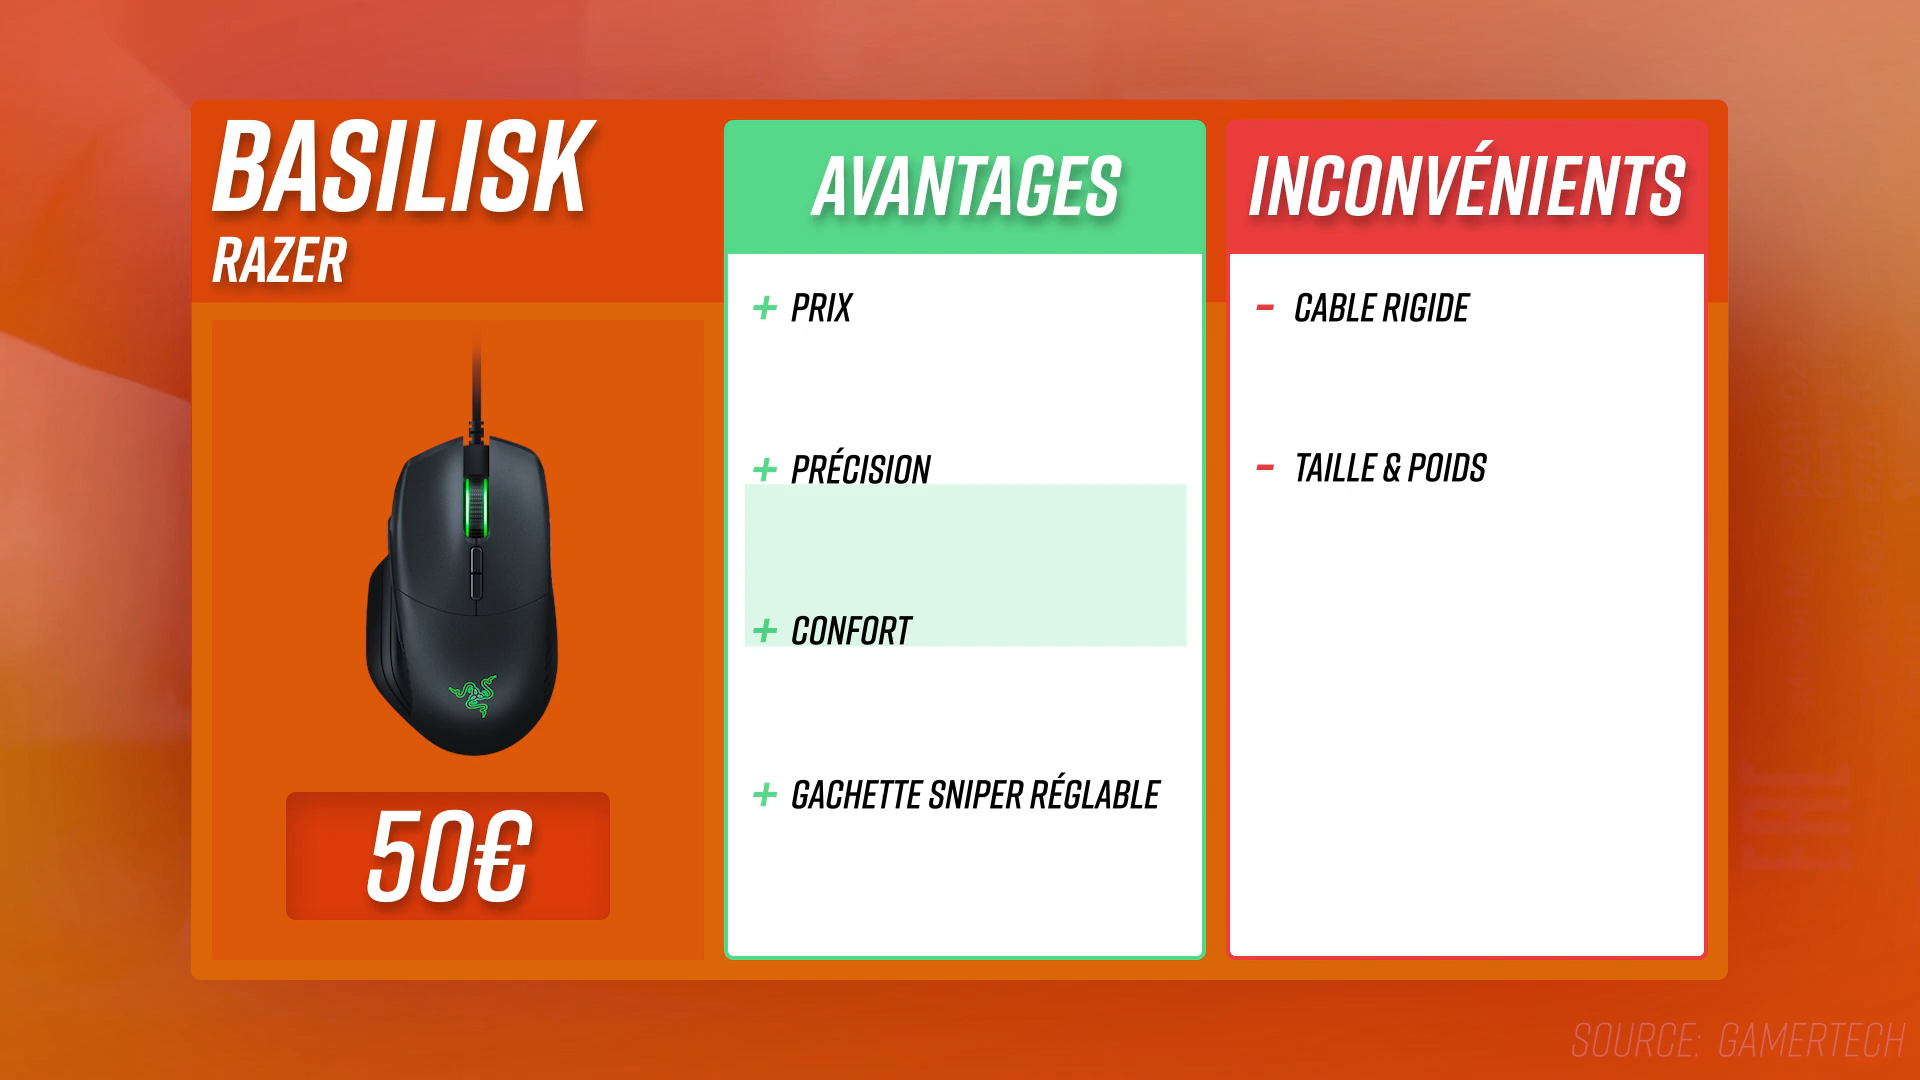 BASILISK
RAZER
50€
AVANTAGES
+ PRIX
+ PRÉCISION
+ CONFORT
+ GACHETTE SNIPER RÉGLABLE
INCONVÉNIENTS
- CABLE RIGIDE
- TAILLE & POIDS
SOURCE: GAMERTECH